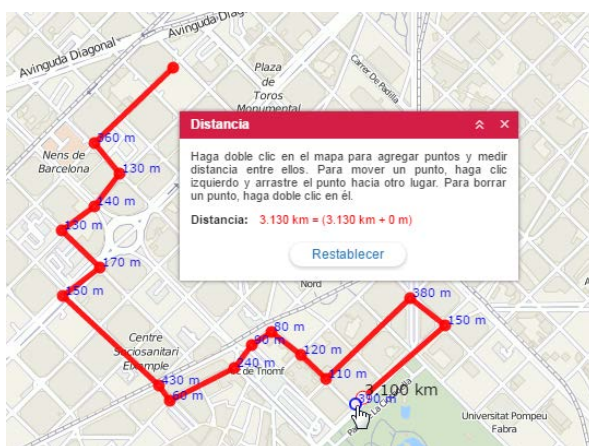 Avinguda Diagonal
Avinguda Diag
Plaza
de
Toros
Monumental
Carrer De Padilla
360 m
Nens de
Barcelona
130 m
140 m
130 m
170 m
150 m
Distancia
Haga doble clic en el mapa para agregar puntos y medir
distancia entre ellos. Para mover un punto, haga clic
izquierdo y arrastre el punto hacia otro lugar. Para borrar
un punto, haga doble clic en él.
Distancia: 3.130 km = (3.130 km + 0 m)
Restablecer
Nord
380 m
150 m
80 m
90 m
120 m
Centre
Sociosanitari
Eixample
240 m
de Triomf
110 m
430 m
60 m
3.100 km
390 m
Universitat Pompeu
Fabra